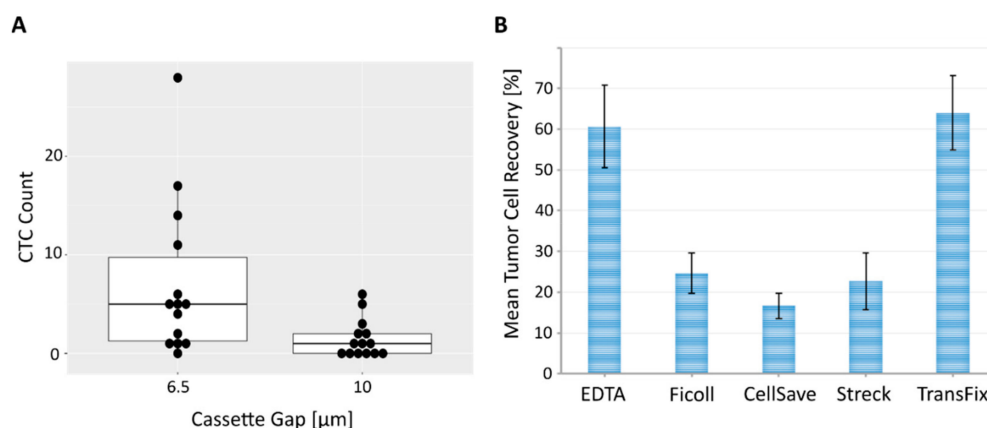 A
CTC Count
20
10
0
6.5
10
Cassette Gap [µm]
B
Mean Tumor Cell Recovery [%]
70
60
50
40
30
20
10
0
EDTA
Ficoll
CellSave
Streck
TransFix